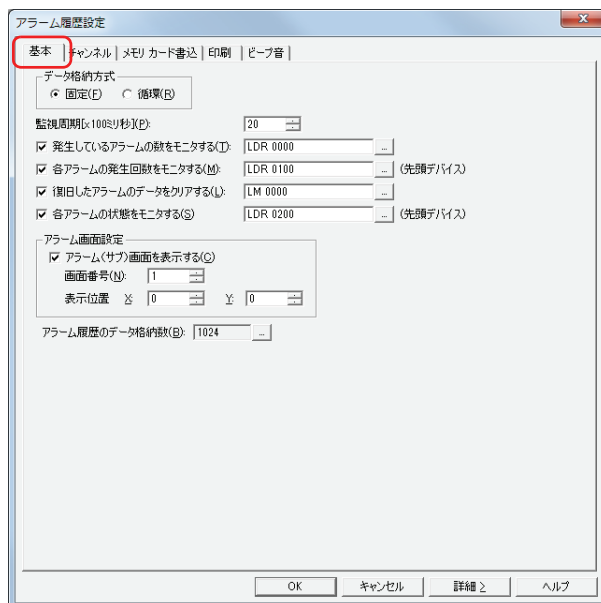 アラーム履歴設定
基本 チャンネル メモリ カード書込 印刷 ビープ音
データ格納方式
固定(F) 循環(R)
監視周期[x100ミリ秒](P): 20
発生しているアラームの数をモニタする(T): LDR 0000 ...
各アラームの発生回数をモニタする(M): LDR 0100 ... (先頭デバイス)
復旧したアラームのデータをクリアする(L): LM 0000 ...
各アラームの状態をモニタする(S) LDR 0200 ... (先頭デバイス)
アラーム画面設定
アラーム(サブ)画面を表示する(C)
画面番号(N): 1
表示位置 X: 0 Y: 0
アラーム履歴のデータ格納数(B): 1024 ...
OK キャンセル 詳細 > ヘルプ